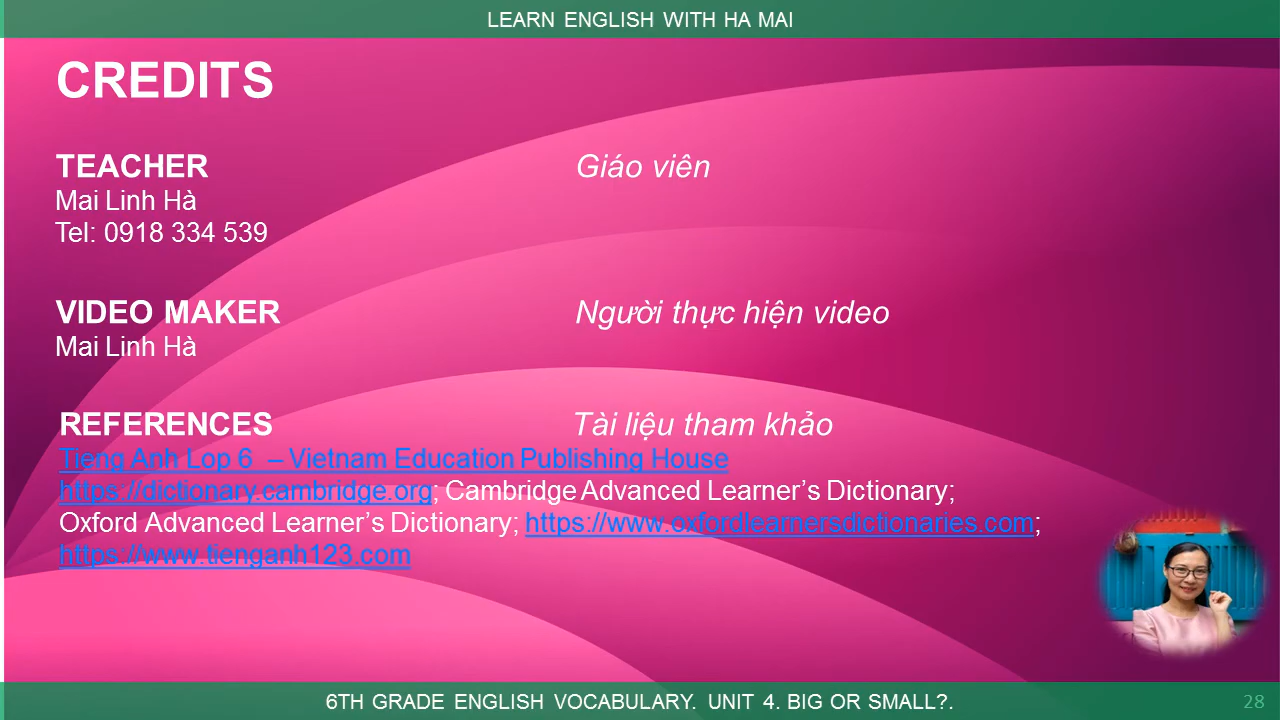 LEARN ENGLISH WITH HA MAI
CREDITS
TEACHER Giáo viên
Mai Linh Hà
Tel: 0918 334 539
VIDEO MAKER Người thực hiện video
Mai Linh Hà
REFERENCES Tài liệu tham khảo
Tieng Anh Lop 6 – Vietnam Education Publishing House
https://dictionary.cambridge.org; Cambridge Advanced Learner’s Dictionary;
Oxford Advanced Learner’s Dictionary; https://www.oxfordlearnersdictionaries.com;
https://www.tienganh123.com
6TH GRADE ENGLISH VOCABULARY. UNIT 4. BIG OR SMALL?. 28